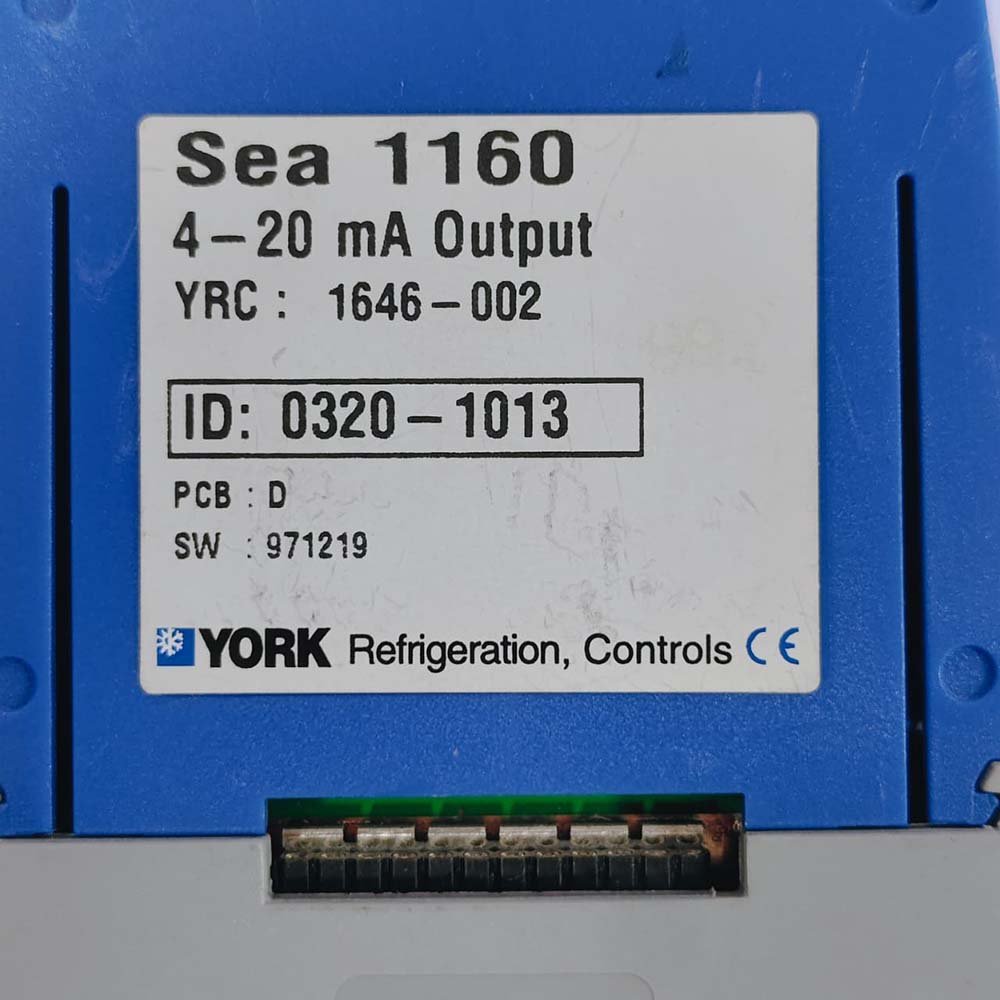 Sea 1160
4-20 mA Output
YRC: 1646-002
ID: 0320-1013
PCB : D
SW : 971219
YORK Refrigeration, Controls CE